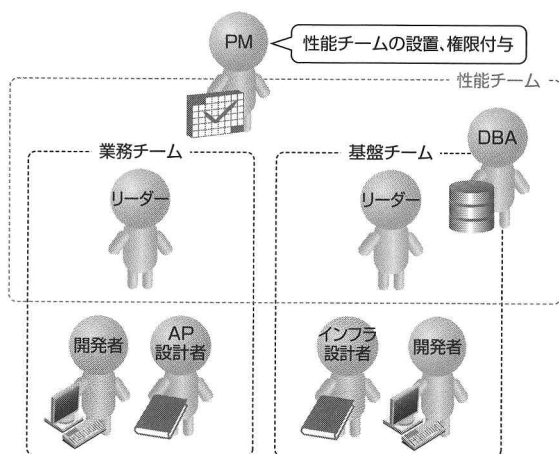 PM
性能チームの設置、権限付与
性能チーム
業務チーム
基盤チーム
DBA
リーダー
リーダー
開発者
AP
設計者
インフラ
設計者
開発者